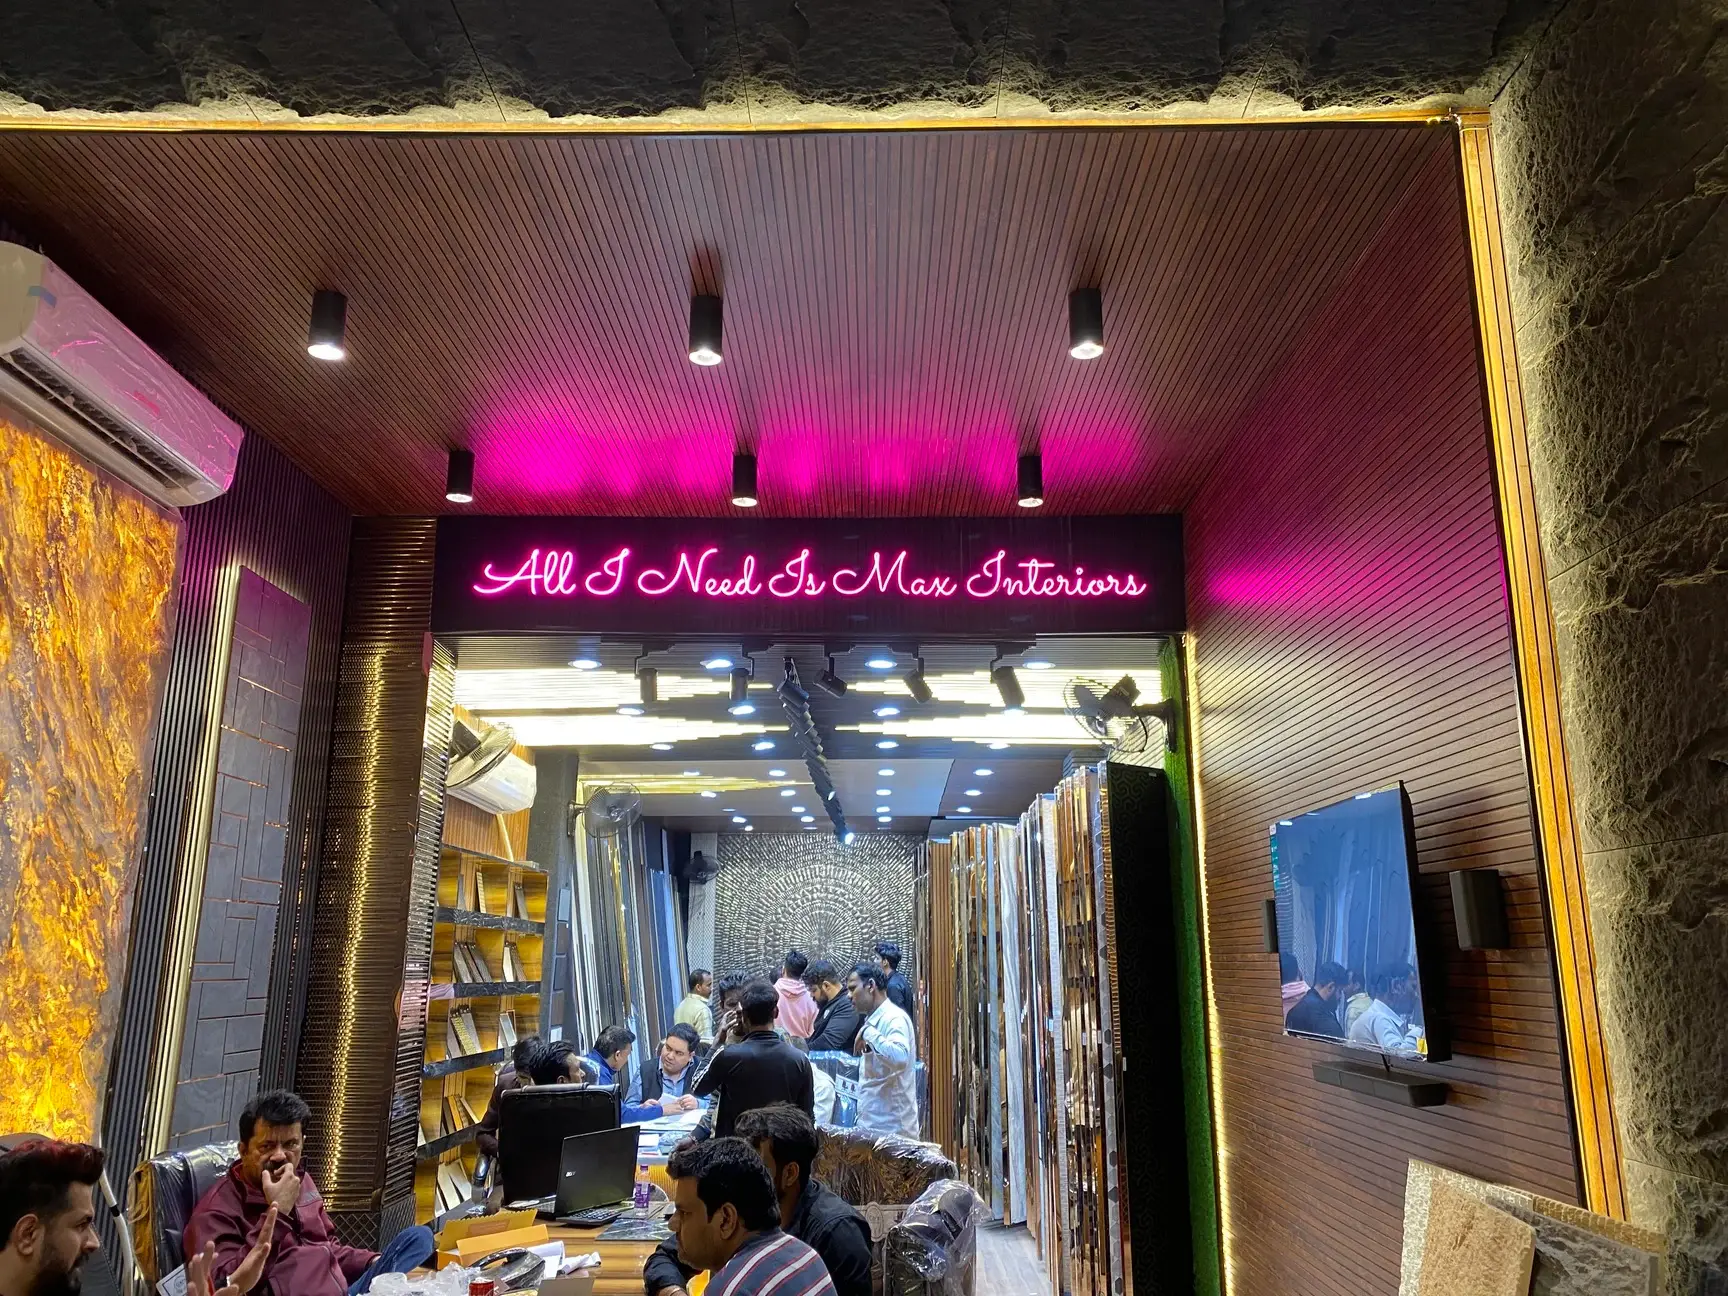 All I Need Is Max Interiors